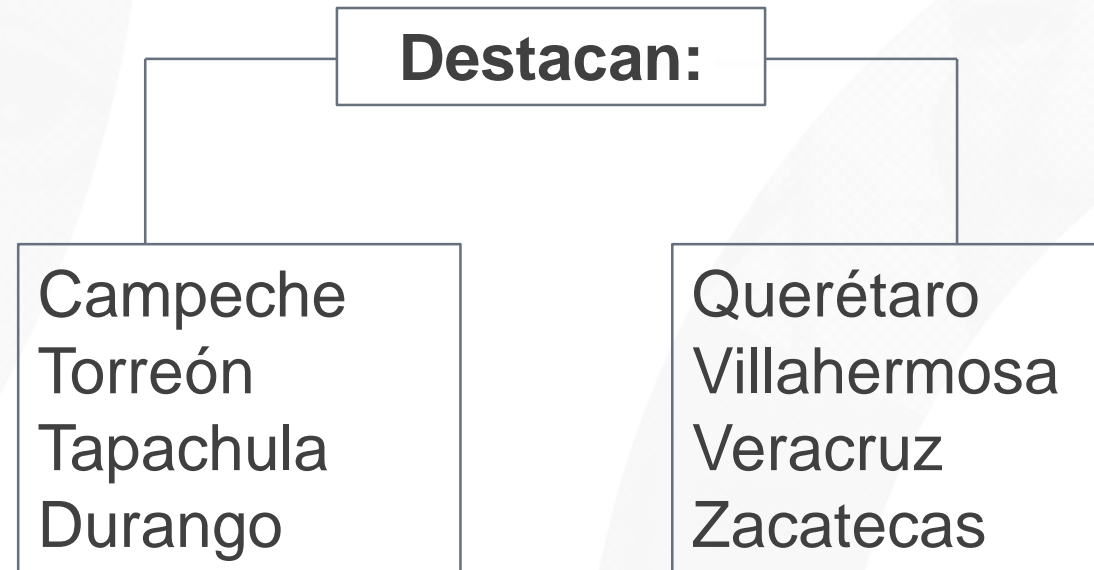 Destacan:
Campeche
Torreón
Tapachula
Durango
Querétaro
Villahermosa
Veracruz
Zacatecas